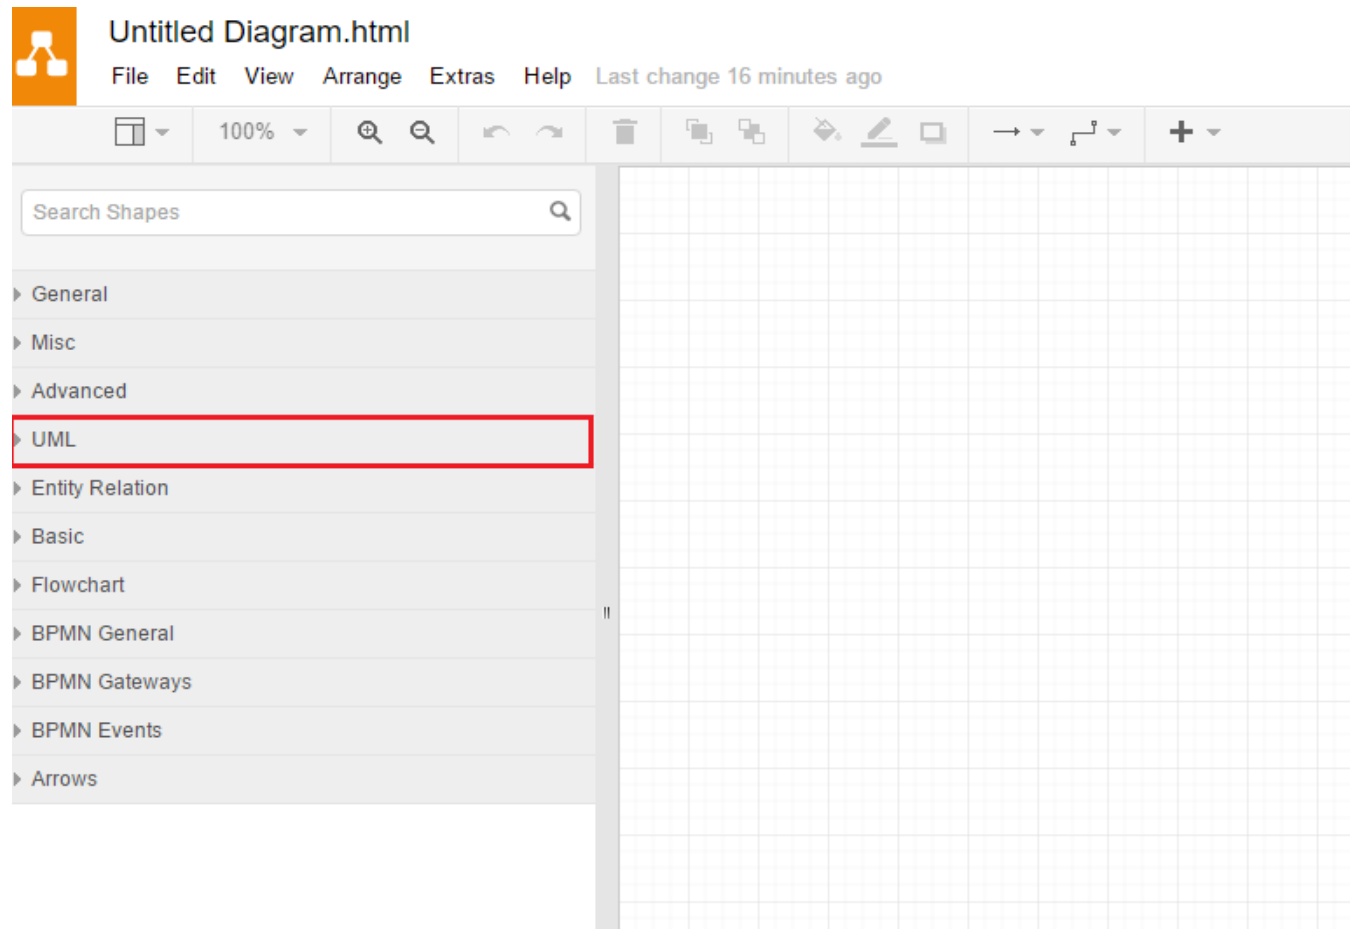 Untitled Diagram.html
File Edit View Arrange Extras Help Last change 16 minutes ago
100%
Search Shapes
General
Misc
Advanced
UML
Entity Relation
Basic
Flowchart
BPMN General
BPMN Gateways
BPMN Events
Arrows